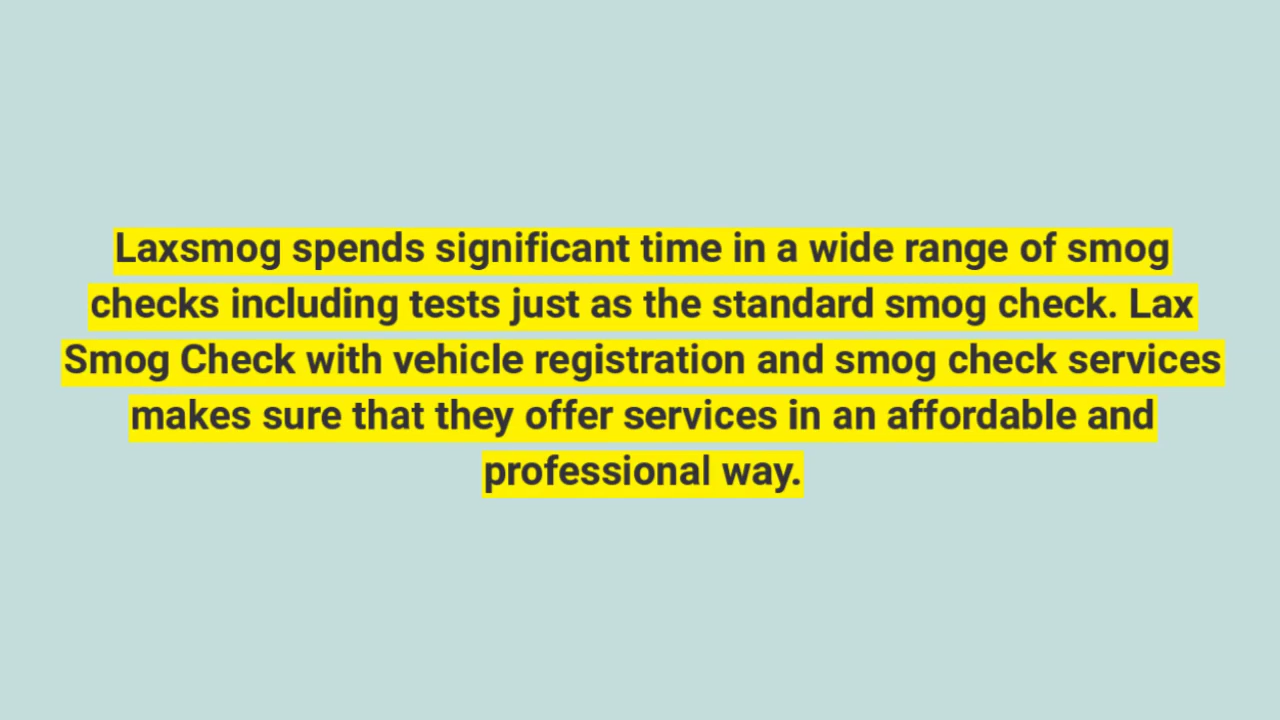 Laxsmog spends significant time in a wide range of smog
checks including tests just as the standard smog check. Lax
Smog Check with vehicle registration and smog check services
makes sure that they offer services in an affordable and
professional way.